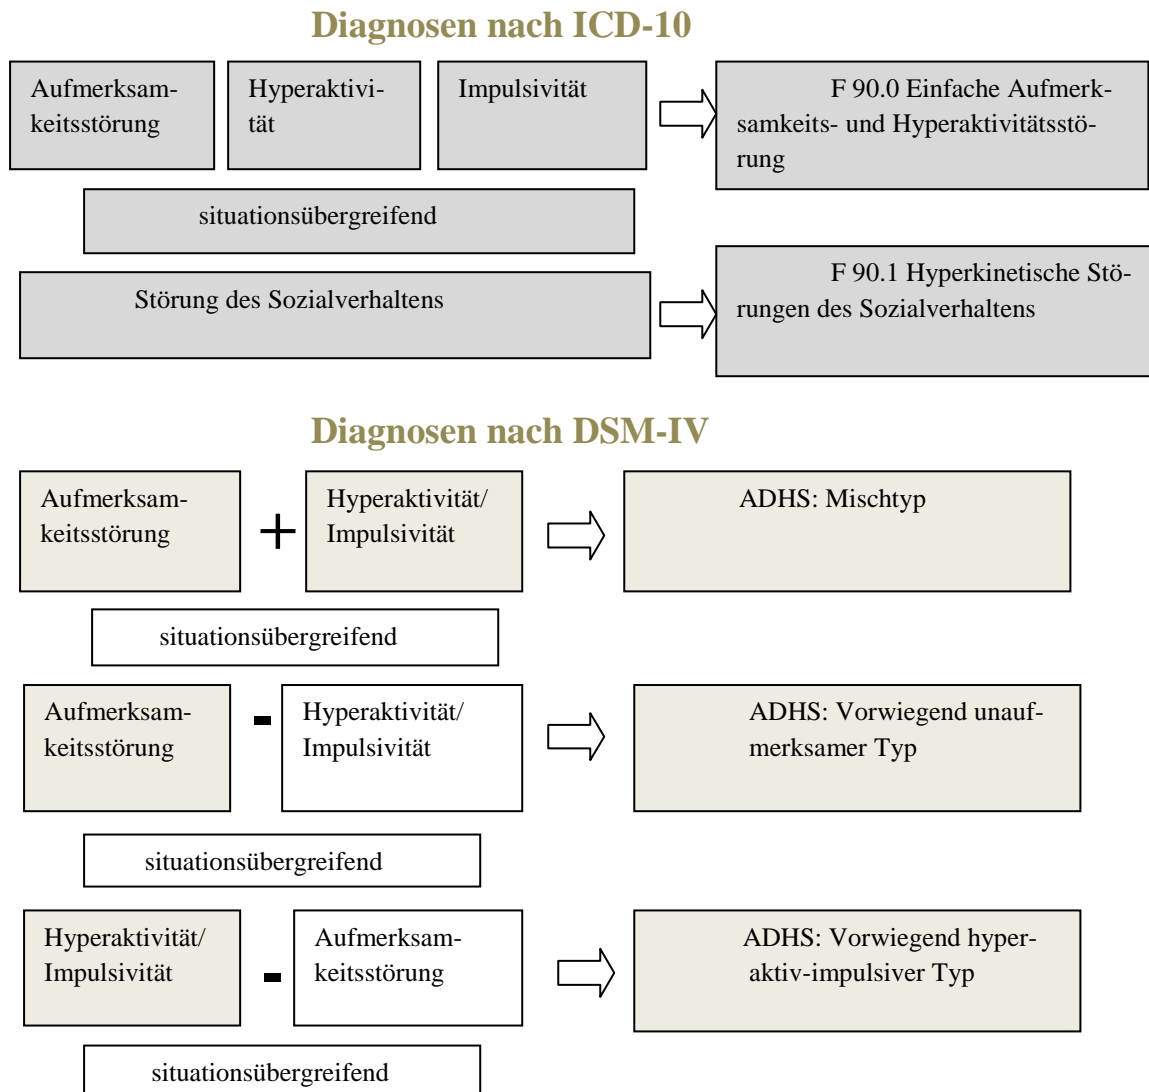 Diagnosen nach ICD-10
Aufmerksam-
keitsstörung
Hyperaktivi-
tät
Impulsivität
F 90.0 Einfache Aufmerk-
samkeits- und Hyperaktivitätsstö-
rung
situationsübergreifend
Störung des Sozialverhaltens
F 90.1 Hyperkinetische Stö-
rungen des Sozialverhaltens
Diagnosen nach DSM-IV
Aufmerksam-
keitsstörung
+
Hyperaktivität/
Impulsivität
ADHS: Mischtyp
situationsübergreifend
Aufmerksam-
keitsstörung
-
Hyperaktivität/
Impulsivität
ADHS: Vorwiegend unauf-
merksamer Typ
situationsübergreifend
Hyperaktivität/
Impulsivität
-
Aufmerksam-
keitsstörung
ADHS: Vorwiegend hyper-
aktiv-impulsiver Typ
situationsübergreifend